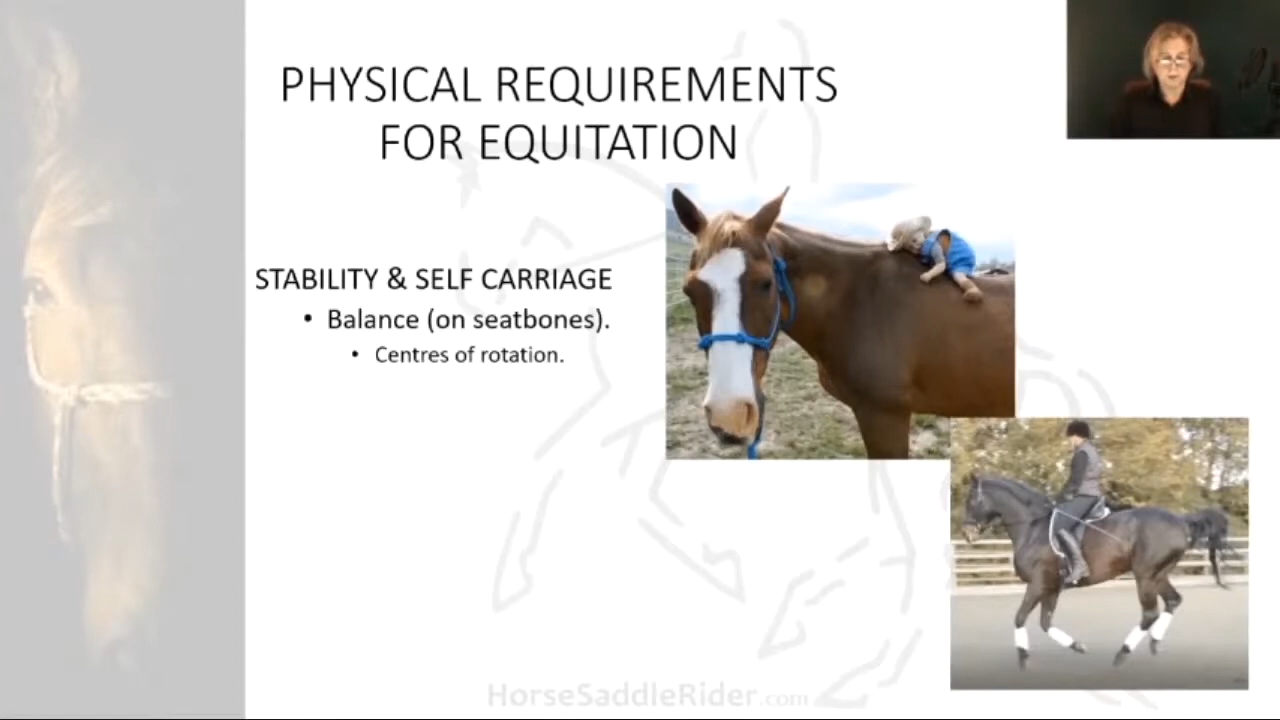 PHYSICAL REQUIREMENTS
FOR EQUITATION
STABILITY & SELF CARRIAGE
• Balance (on seatbones).
• Centres of rotation.
HorseSaddleRider.com